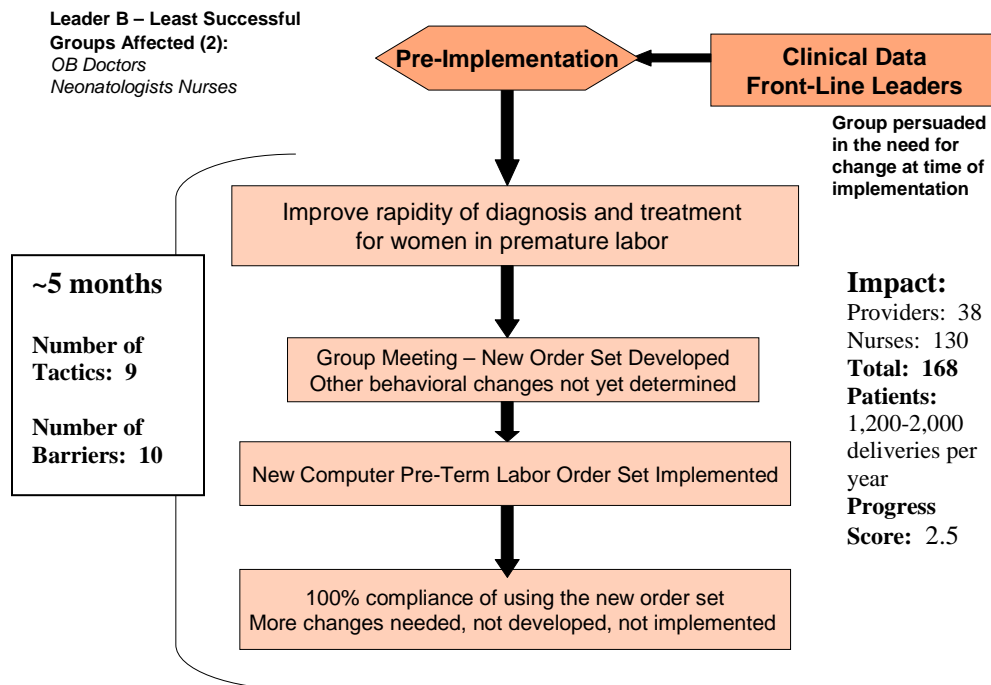 Leader B – Least Successful
Groups Affected (2):
OB Doctors
Neonatologists Nurses
Pre-Implementation
Clinical Data
Front-Line Leaders
Group persuaded
in the need for
change at time of
implementation
Improve rapidity of diagnosis and treatment
for women in premature labor
~5 months
Number of
Tactics: 9
Number of
Barriers: 10
Group Meeting – New Order Set Developed
Other behavioral changes not yet determined
New Computer Pre-Term Labor Order Set Implemented
100% compliance of using the new order set
More changes needed, not developed, not implemented
Impact:
Providers: 38
Nurses: 130
Total: 168
Patients:
1,200-2,000
deliveries per
year
Progress
Score: 2.5